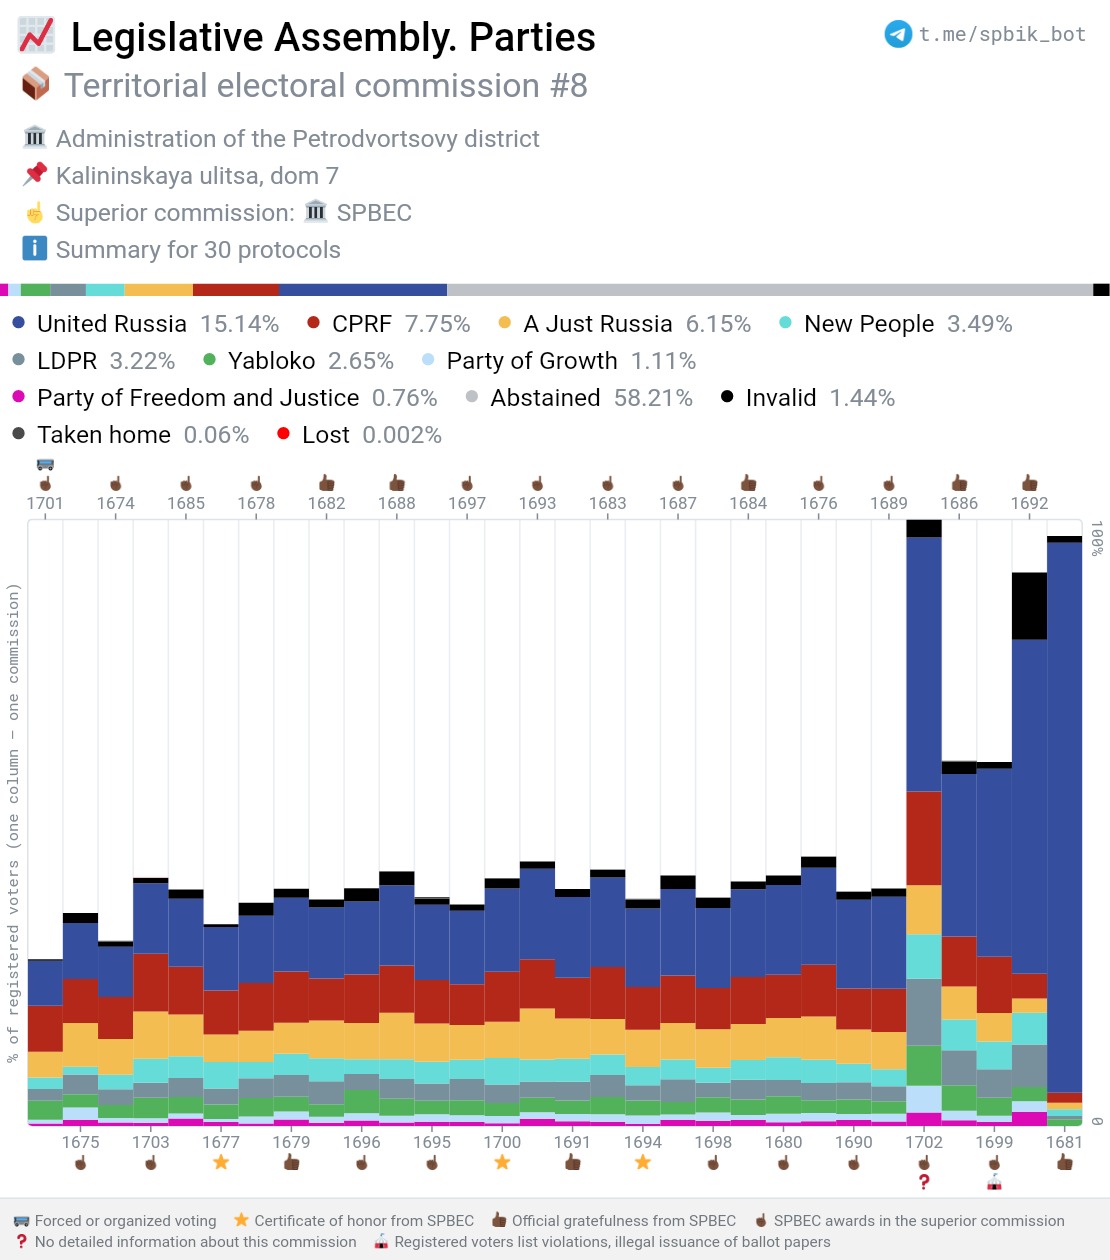 Legislative Assembly. Parties
t.me/spbik_bot
Territorial electoral commission #8
Administration of the Petrodvortsovy district
Kalininskaya ulitsa, dom 7
Superior commission: SPBEC
Summary for 30 protocols
United Russia 15.14% CPRF 7.75% A Just Russia 6.15% New People 3.49%
LDPR 3.22% Yabloko 2.65% Party of Growth 1.11%
Party of Freedom and Justice 0.76% Abstained 58.21% Invalid 1.44%
Taken home 0.06% Lost 0.002%
1701 1674 1685 1678 1682 1688 1697 1693 1683 1687 1684 1676 1689 1686 1692
100%
% of registered voters (one column – one commission)
0
1675 1703 1677 1679 1696 1695 1700 1691 1694 1698 1680 1690 1702 1699 1681
Forced or organized voting Certificate of honor from SPBEC Official gratefulness from SPBEC SPBEC awards in the superior commission
No detailed information about this commission Registered voters list violations, illegal issuance of ballot papers